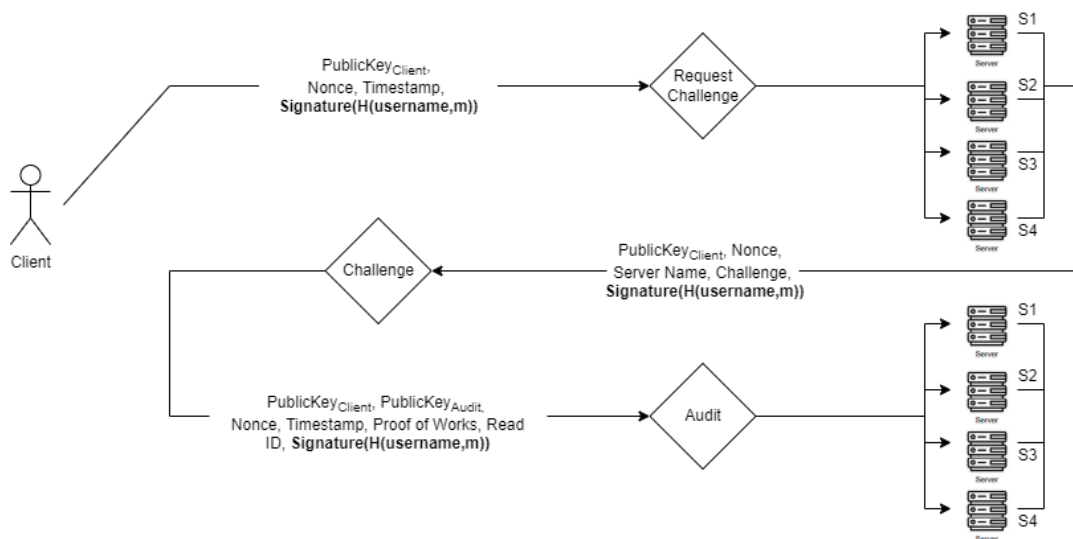 PublicKeyClient,
Nonce, Timestamp,
Signature(H(username,m))
Request
Challenge
S1
Server
S2
Server
S3
Server
S4
Server
Client
Challenge
PublicKeyClient, Nonce,
Server Name, Challenge,
Signature(H(username,m))
PublicKeyClient, PublicKeyAudit,
Nonce, Timestamp, Proof of Works, Read
ID, Signature(H(username,m))
Audit
S1
Server
S2
Server
S3
Server
S4
Server